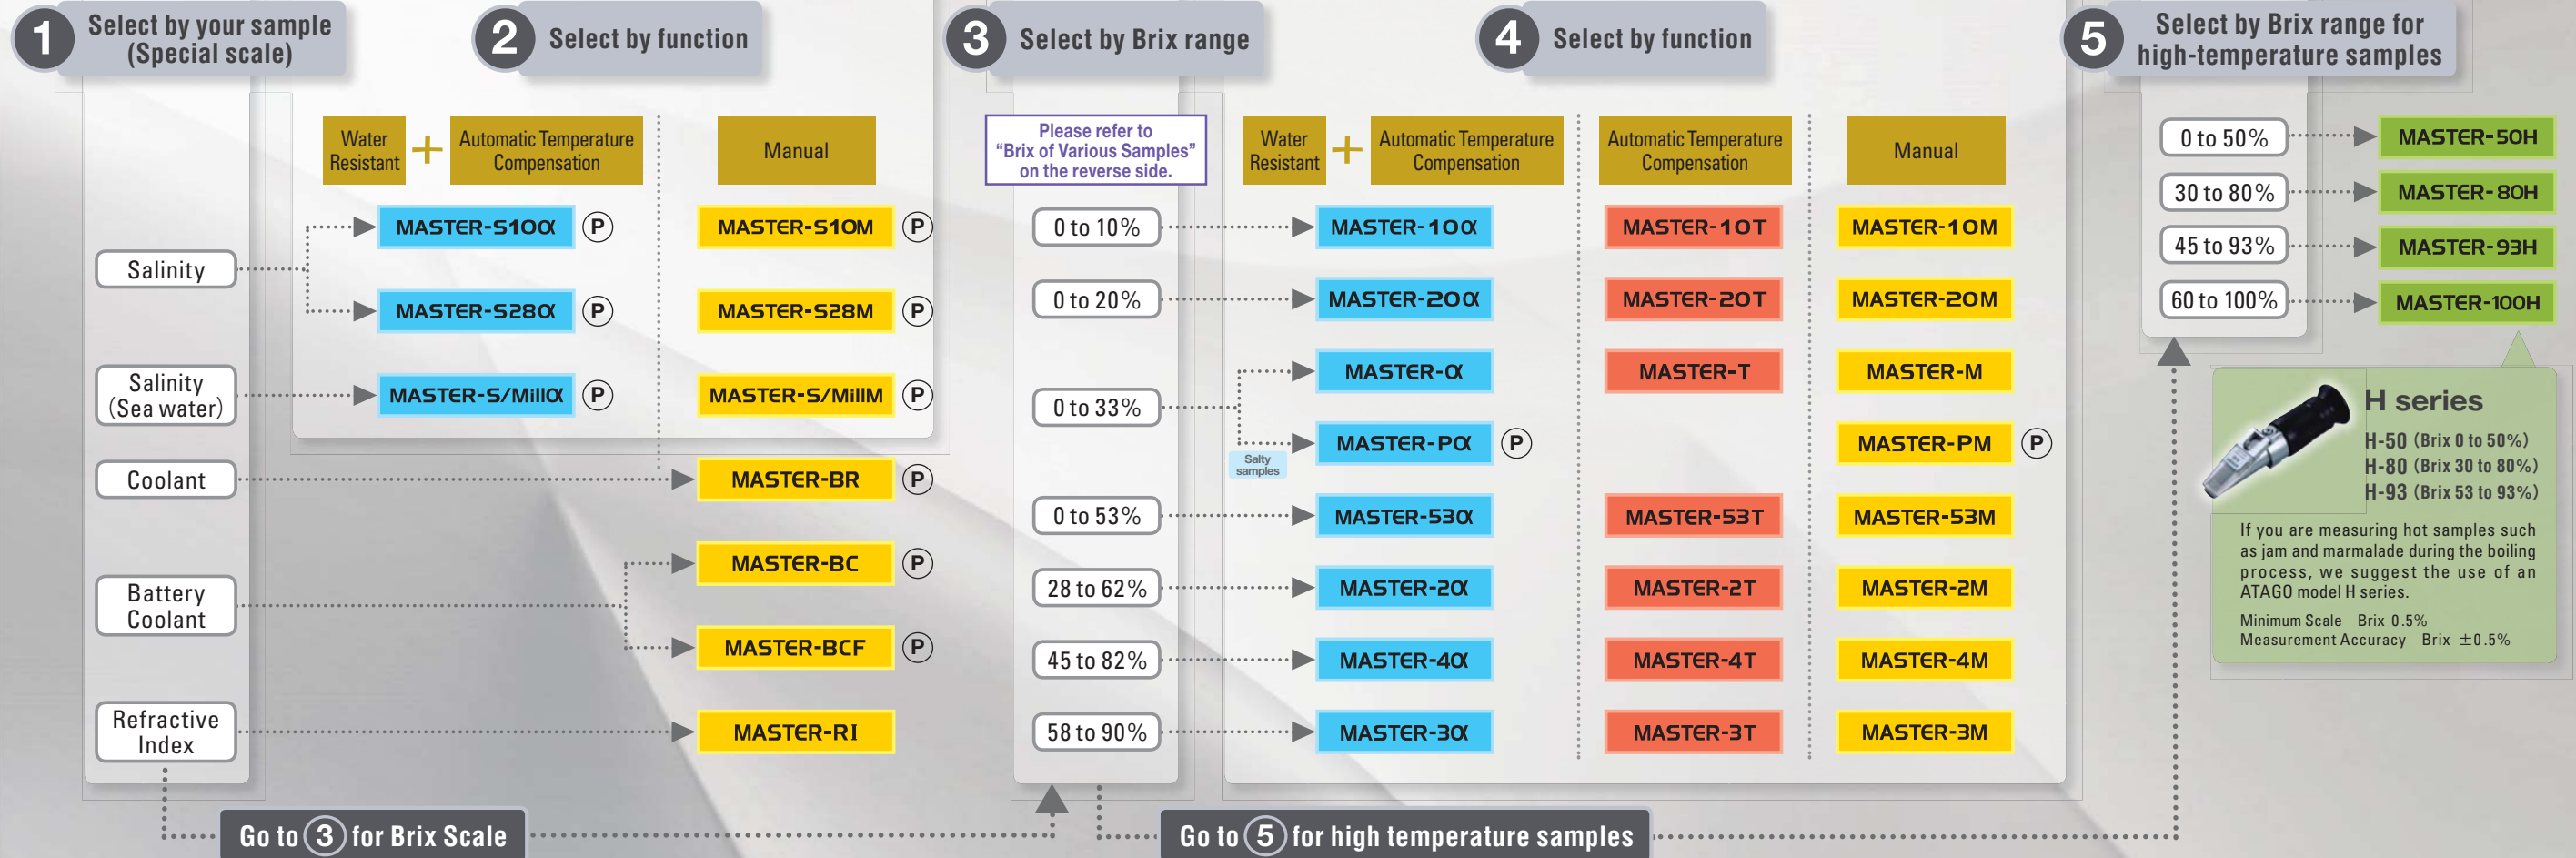 1
Select by your sample
(Special scale)
2
Select by function
Water
Resistant
+
Automatic Temperature
Compensation
Manual
Salinity
MASTER-S10α P
MASTER-S10M P
MASTER-S28α P
MASTER-S28M P
Salinity
(Sea water)
MASTER-S/Millα P
MASTER-S/MillM P
Coolant
MASTER-BR P
Battery
Coolant
MASTER-BC P
MASTER-BCF P
Refractive
Index
MASTER-RI
Go to 3 for Brix Scale
3
Select by Brix range
Please refer to
“Brix of Various Samples”
on the reverse side.
4
Select by function
Water
Resistant
+
Automatic Temperature
Compensation
Automatic Temperature
Compensation
Manual
0 to 10%
MASTER-10α
MASTER-10T
MASTER-10M
0 to 20%
MASTER-20α
MASTER-20T
MASTER-20M
0 to 33%
MASTER-α
MASTER-T
MASTER-M
Salty
samples
MASTER-Pα P
MASTER-PM P
0 to 53%
MASTER-53α
MASTER-53T
MASTER-53M
28 to 62%
MASTER-2α
MASTER-2T
MASTER-2M
45 to 82%
MASTER-4α
MASTER-4T
MASTER-4M
58 to 90%
MASTER-3α
MASTER-3T
MASTER-3M
Go to 5 for high temperature samples
5
Select by Brix range for
high-temperature samples
0 to 50%
MASTER-50H
30 to 80%
MASTER-80H
45 to 93%
MASTER-93H
60 to 100%
MASTER-100H
H series
H-50 (Brix 0 to 50%)
H-80 (Brix 30 to 80%)
H-93 (Brix 53 to 93%)
If you are measuring hot samples such
as jam and marmalade during the boiling
process, we suggest the use of an
ATAGO model H series.
Minimum Scale Brix 0.5%
Measurement Accuracy Brix ±0.5%